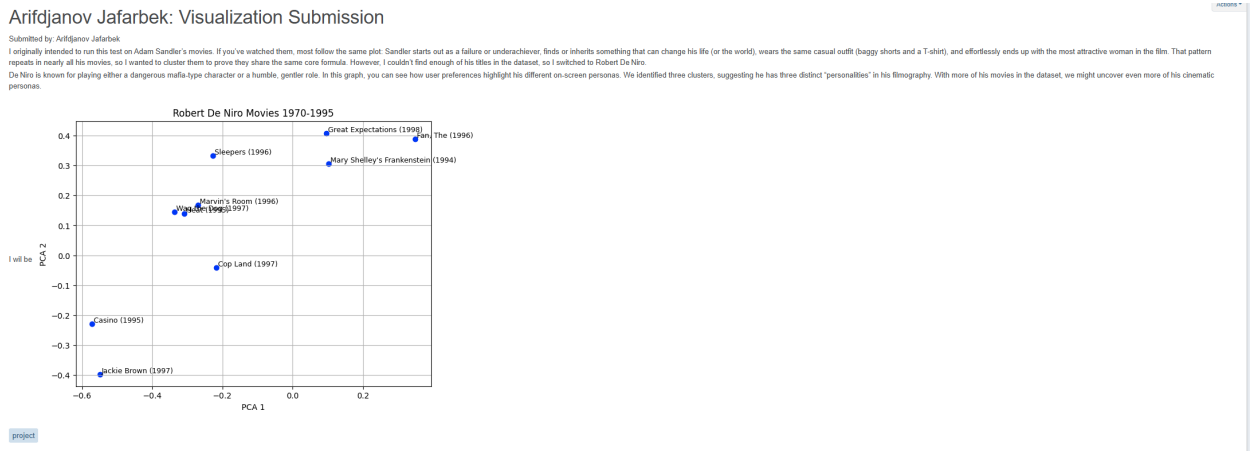 Actions
Arifdjanov Jafarbek: Visualization Submission
Submitted by: Arifdjanov Jafarbek
I originally intended to run this test on Adam Sandler's movies. If you've watched them, most follow the same plot: Sandler starts out as a failure or underachiever, finds or inherits something that can change his life (or the world), wears the same casual outfit (baggy shorts and a T-shirt), and effortlessly ends up with the most attractive woman in the film. That pattern
repeats in nearly all his movies, so I wanted to cluster them to prove they share the same core formula. However, I couldn't find enough of his titles in the dataset, so I switched to Robert De Niro.
De Niro is known for playing either a dangerous mafia-type character or a humble, gentler role. In this graph, you can see how user preferences highlight his different on-screen personas. We identified three clusters, suggesting he has three distinct "personalities" in his filmography. With more of his movies in the dataset, we might uncover even more of his cinematic
personas.
Robert De Niro Movies 1970-1995
0.4
Great Expectations (1998)
Fan, The (1996)
0.3
Sleepers (1996)
Mary Shelley's Frankenstein (1994)
0.2
Marvin's Room (1996)
Wag the Dog (1997)
Heat (1995)
0.1
0.0
Cop Land (1997)
I wil be
PCA 2
−0.1
−0.2
Casino (1995)
−0.3
−0.4
Jackie Brown (1997)
−0.6 −0.4 −0.2 0.0 0.2
PCA 1
project